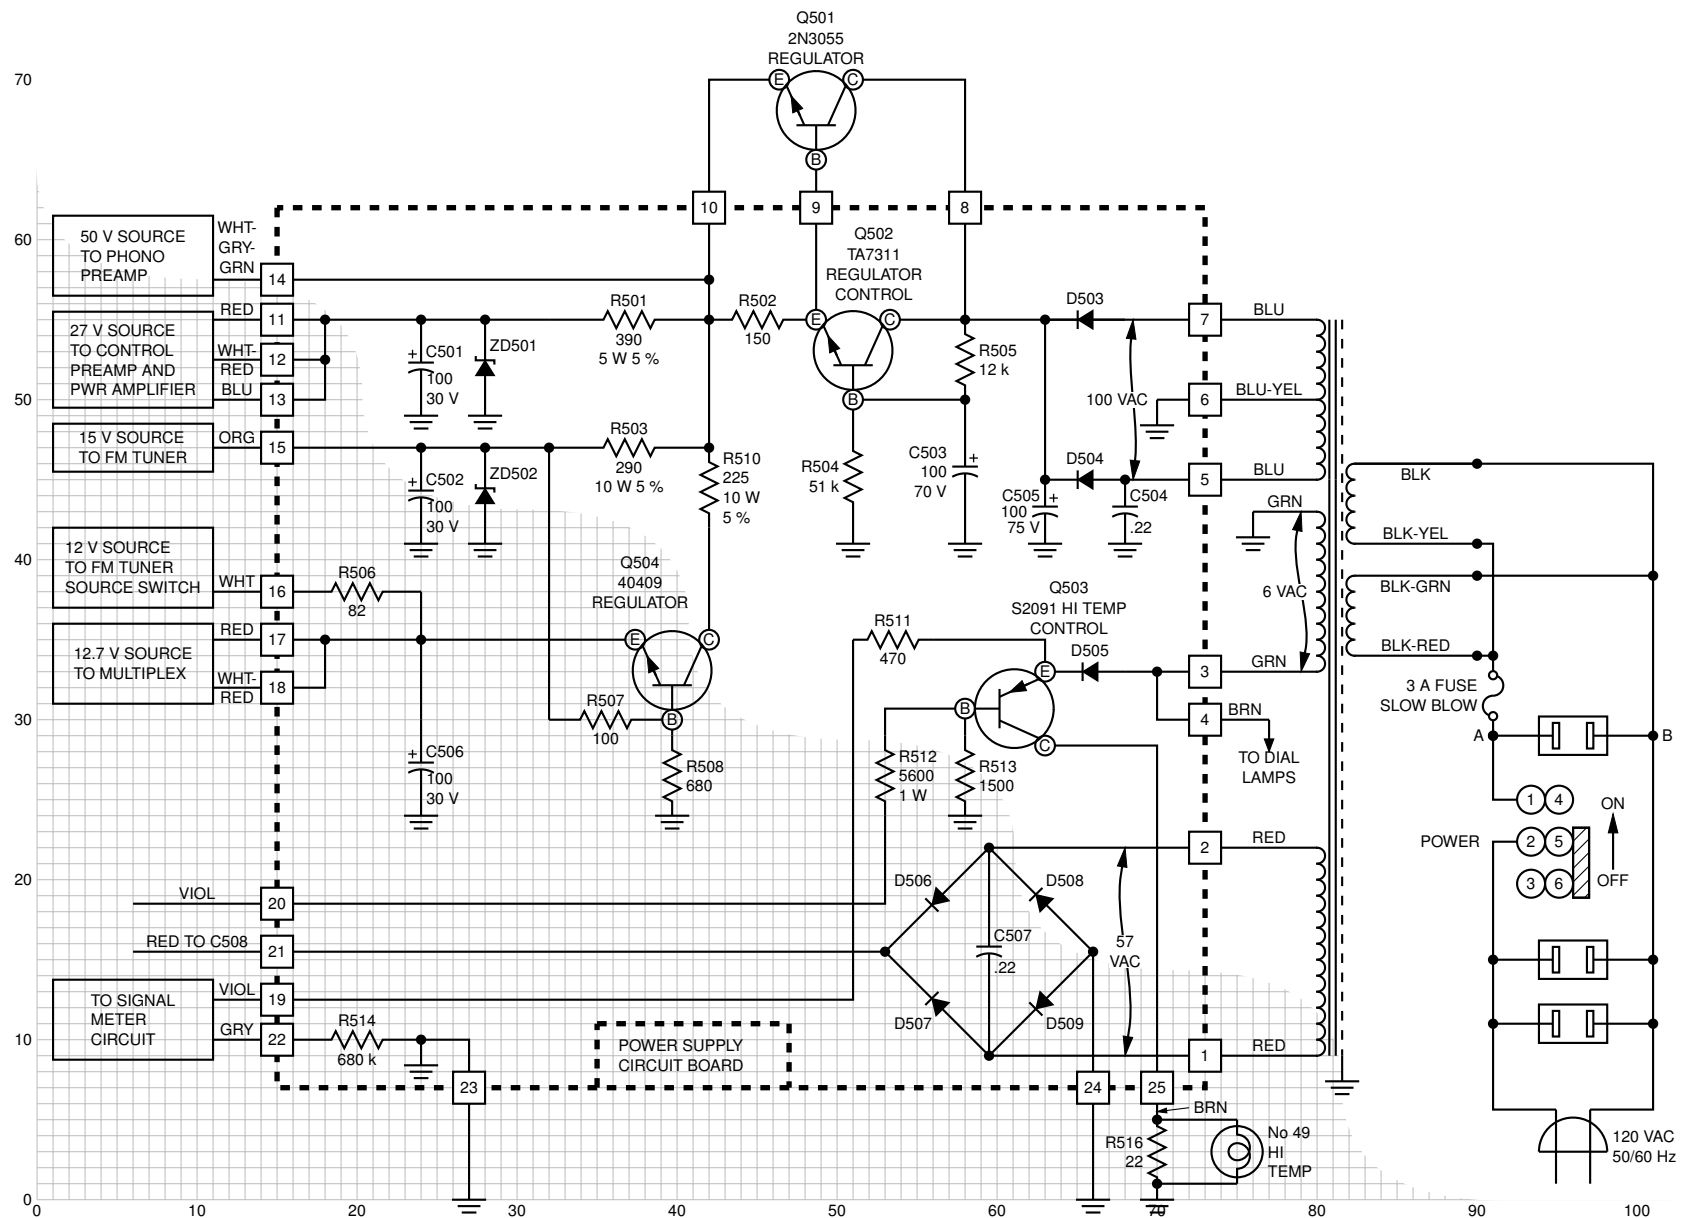 Q501
2N3055
REGULATOR
70
E
C
B
10
9
8
60
50 V SOURCE
TO PHONO
PREAMP
WHT-
GRY-
GRN
14
Q502
TA7311
REGULATOR
CONTROL
RED
11
27 V SOURCE
TO CONTROL
PREAMP AND
PWR AMPLIFIER
WHT-
RED
12
BLU
13
C501
+
100
30 V
ZD501
R501
390
5 W 5 %
R502
150
E
C
B
R505
12 k
D503
7
BLU
100 VAC
6
BLU-YEL
50
15 V SOURCE
TO FM TUNER
ORG
15
C502
+
100
30 V
ZD502
R503
290
10 W 5 %
R510
225
10 W
5 %
R504
51 k
C503
100
70 V
+
D504
5
BLU
C505
100
75 V
+
C504
.22
GRN
BLK
BLK-YEL
40
12 V SOURCE
TO FM TUNER
SOURCE SWITCH
WHT
16
R506
82
Q504
40409
REGULATOR
E
C
B
Q503
S2091 HI TEMP
CONTROL
R511
470
6 VAC
BLK-GRN
BLK-RED
12.7 V SOURCE
TO MULTIPLEX
RED
17
WHT-
RED
18
D505
E
B
C
3
GRN
3 A FUSE
SLOW BLOW
30
R507
100
4
BRN
TO DIAL
LAMPS
A
B
C506
+
100
30 V
R508
680
R512
5600
1 W
R513
1500
1
4
ON
POWER
2
5
3
6
OFF
2
RED
20
VIOL
20
D506
D508
RED TO C508
21
C507
.22
57
VAC
TO SIGNAL
METER
CIRCUIT
VIOL
19
GRY
22
R514
680 k
D507
D509
10
POWER SUPPLY
CIRCUIT BOARD
1
RED
23
24
25
BRN
R516
22
No 49
HI
TEMP
120 VAC
50/60 Hz
0
0
10
20
30
40
50
60
70
80
90
100